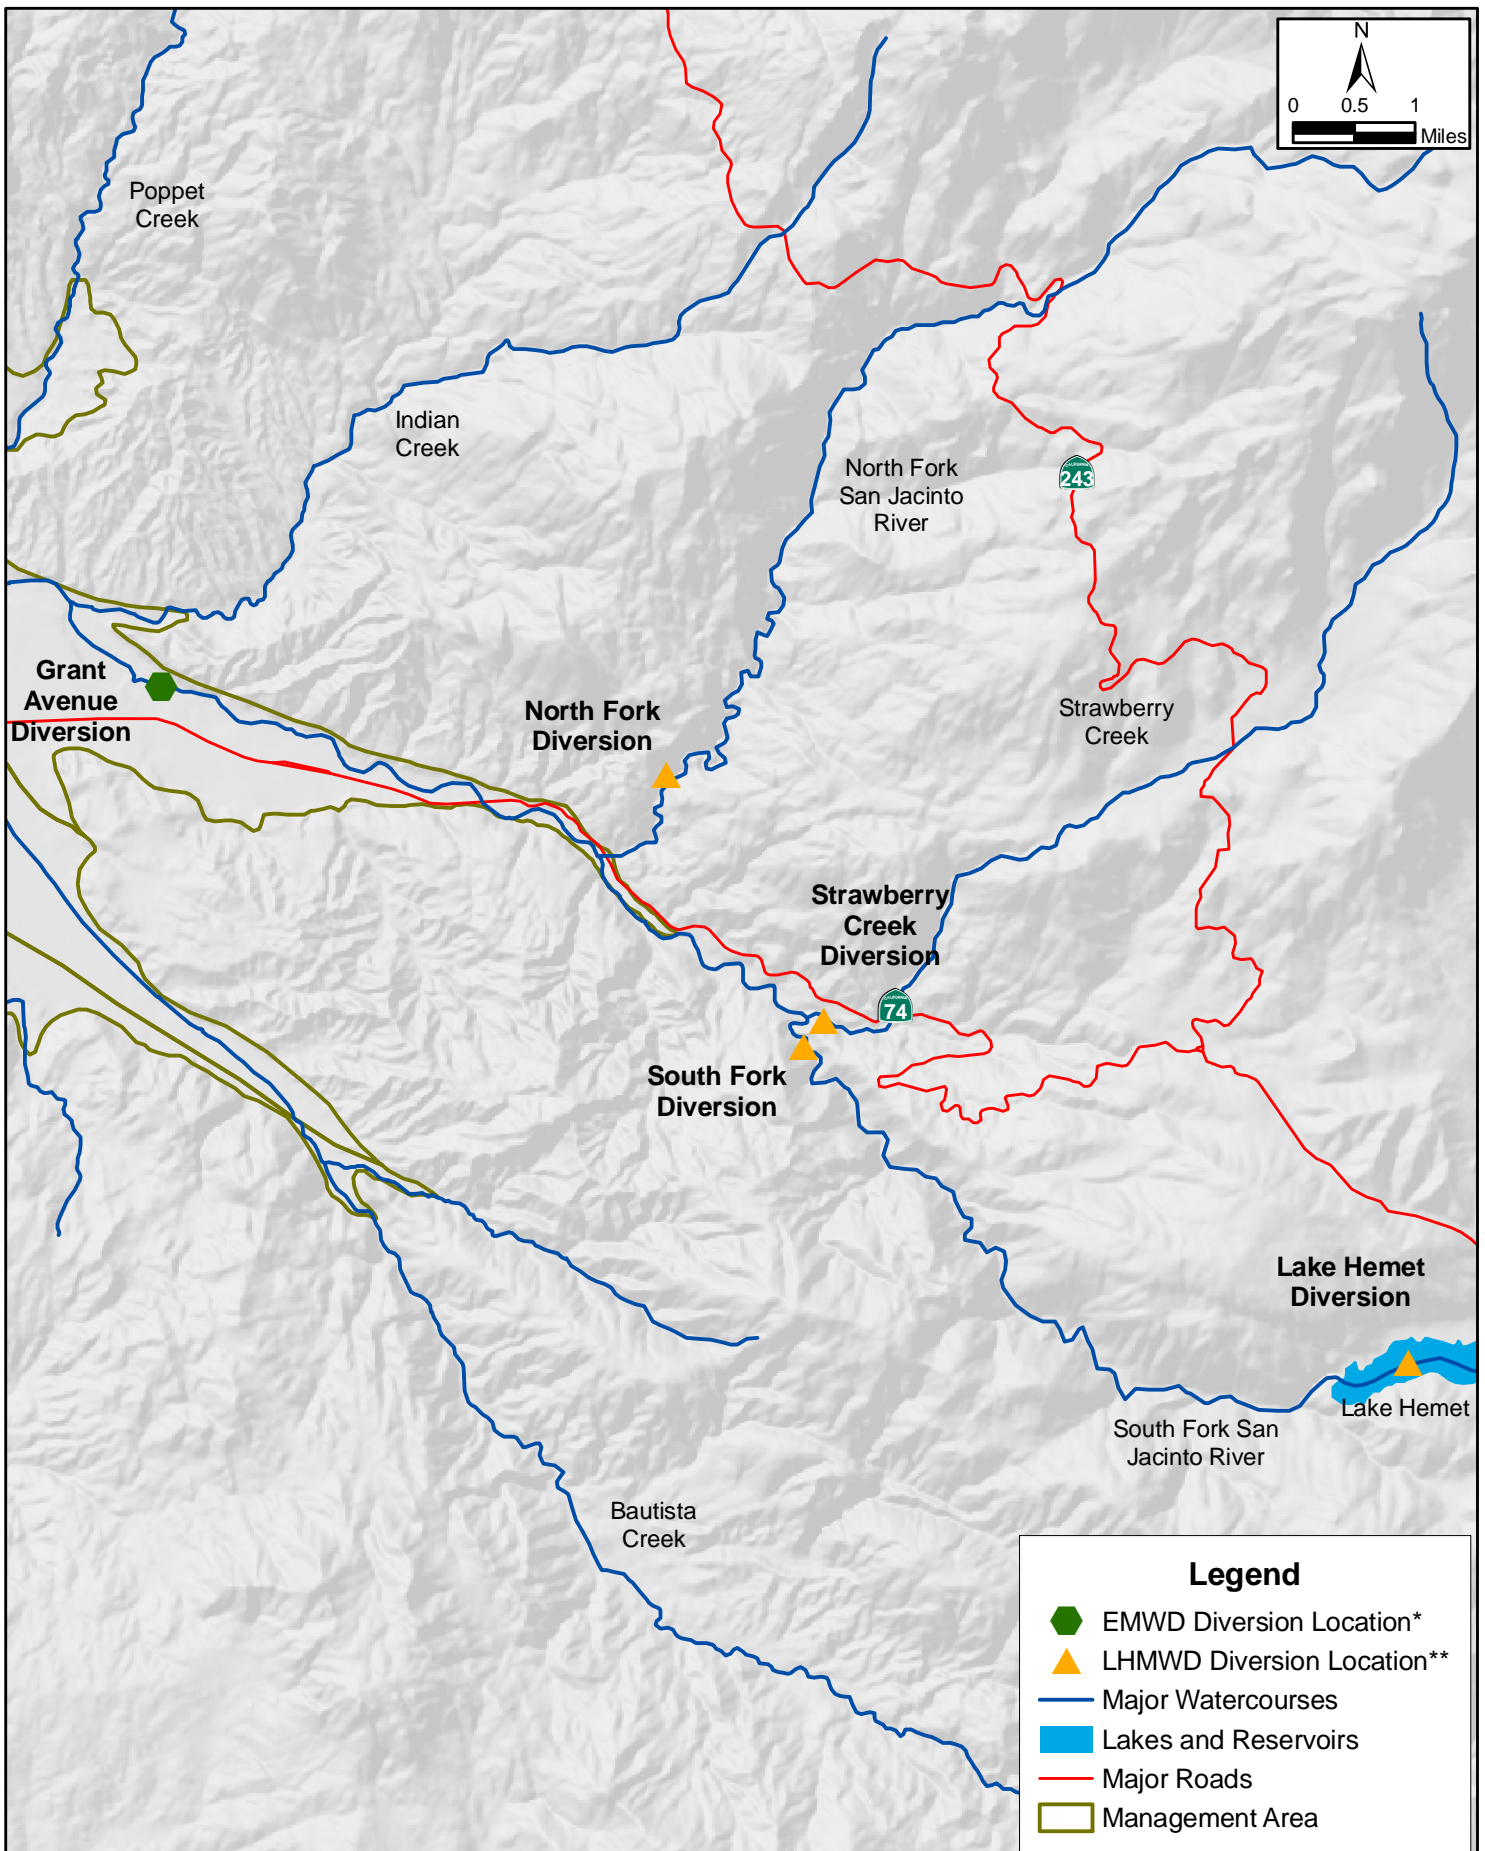 N
0 0.5 1
Miles
Poppet
Creek
Indian
Creek
North Fork
San Jacinto
River
CALIFORNIA
243
Grant
Avenue
Diversion
North Fork
Diversion
Strawberry
Creek
Strawberry
Creek
Diversion
CALIFORNIA
74
South Fork
Diversion
Lake Hemet
Diversion
Lake Hemet
South Fork San
Jacinto River
Bautista
Creek
Legend
EMWD Diversion Location*
LHMWD Diversion Location**
Major Watercourses
Lakes and Reservoirs
Major Roads
Management Area